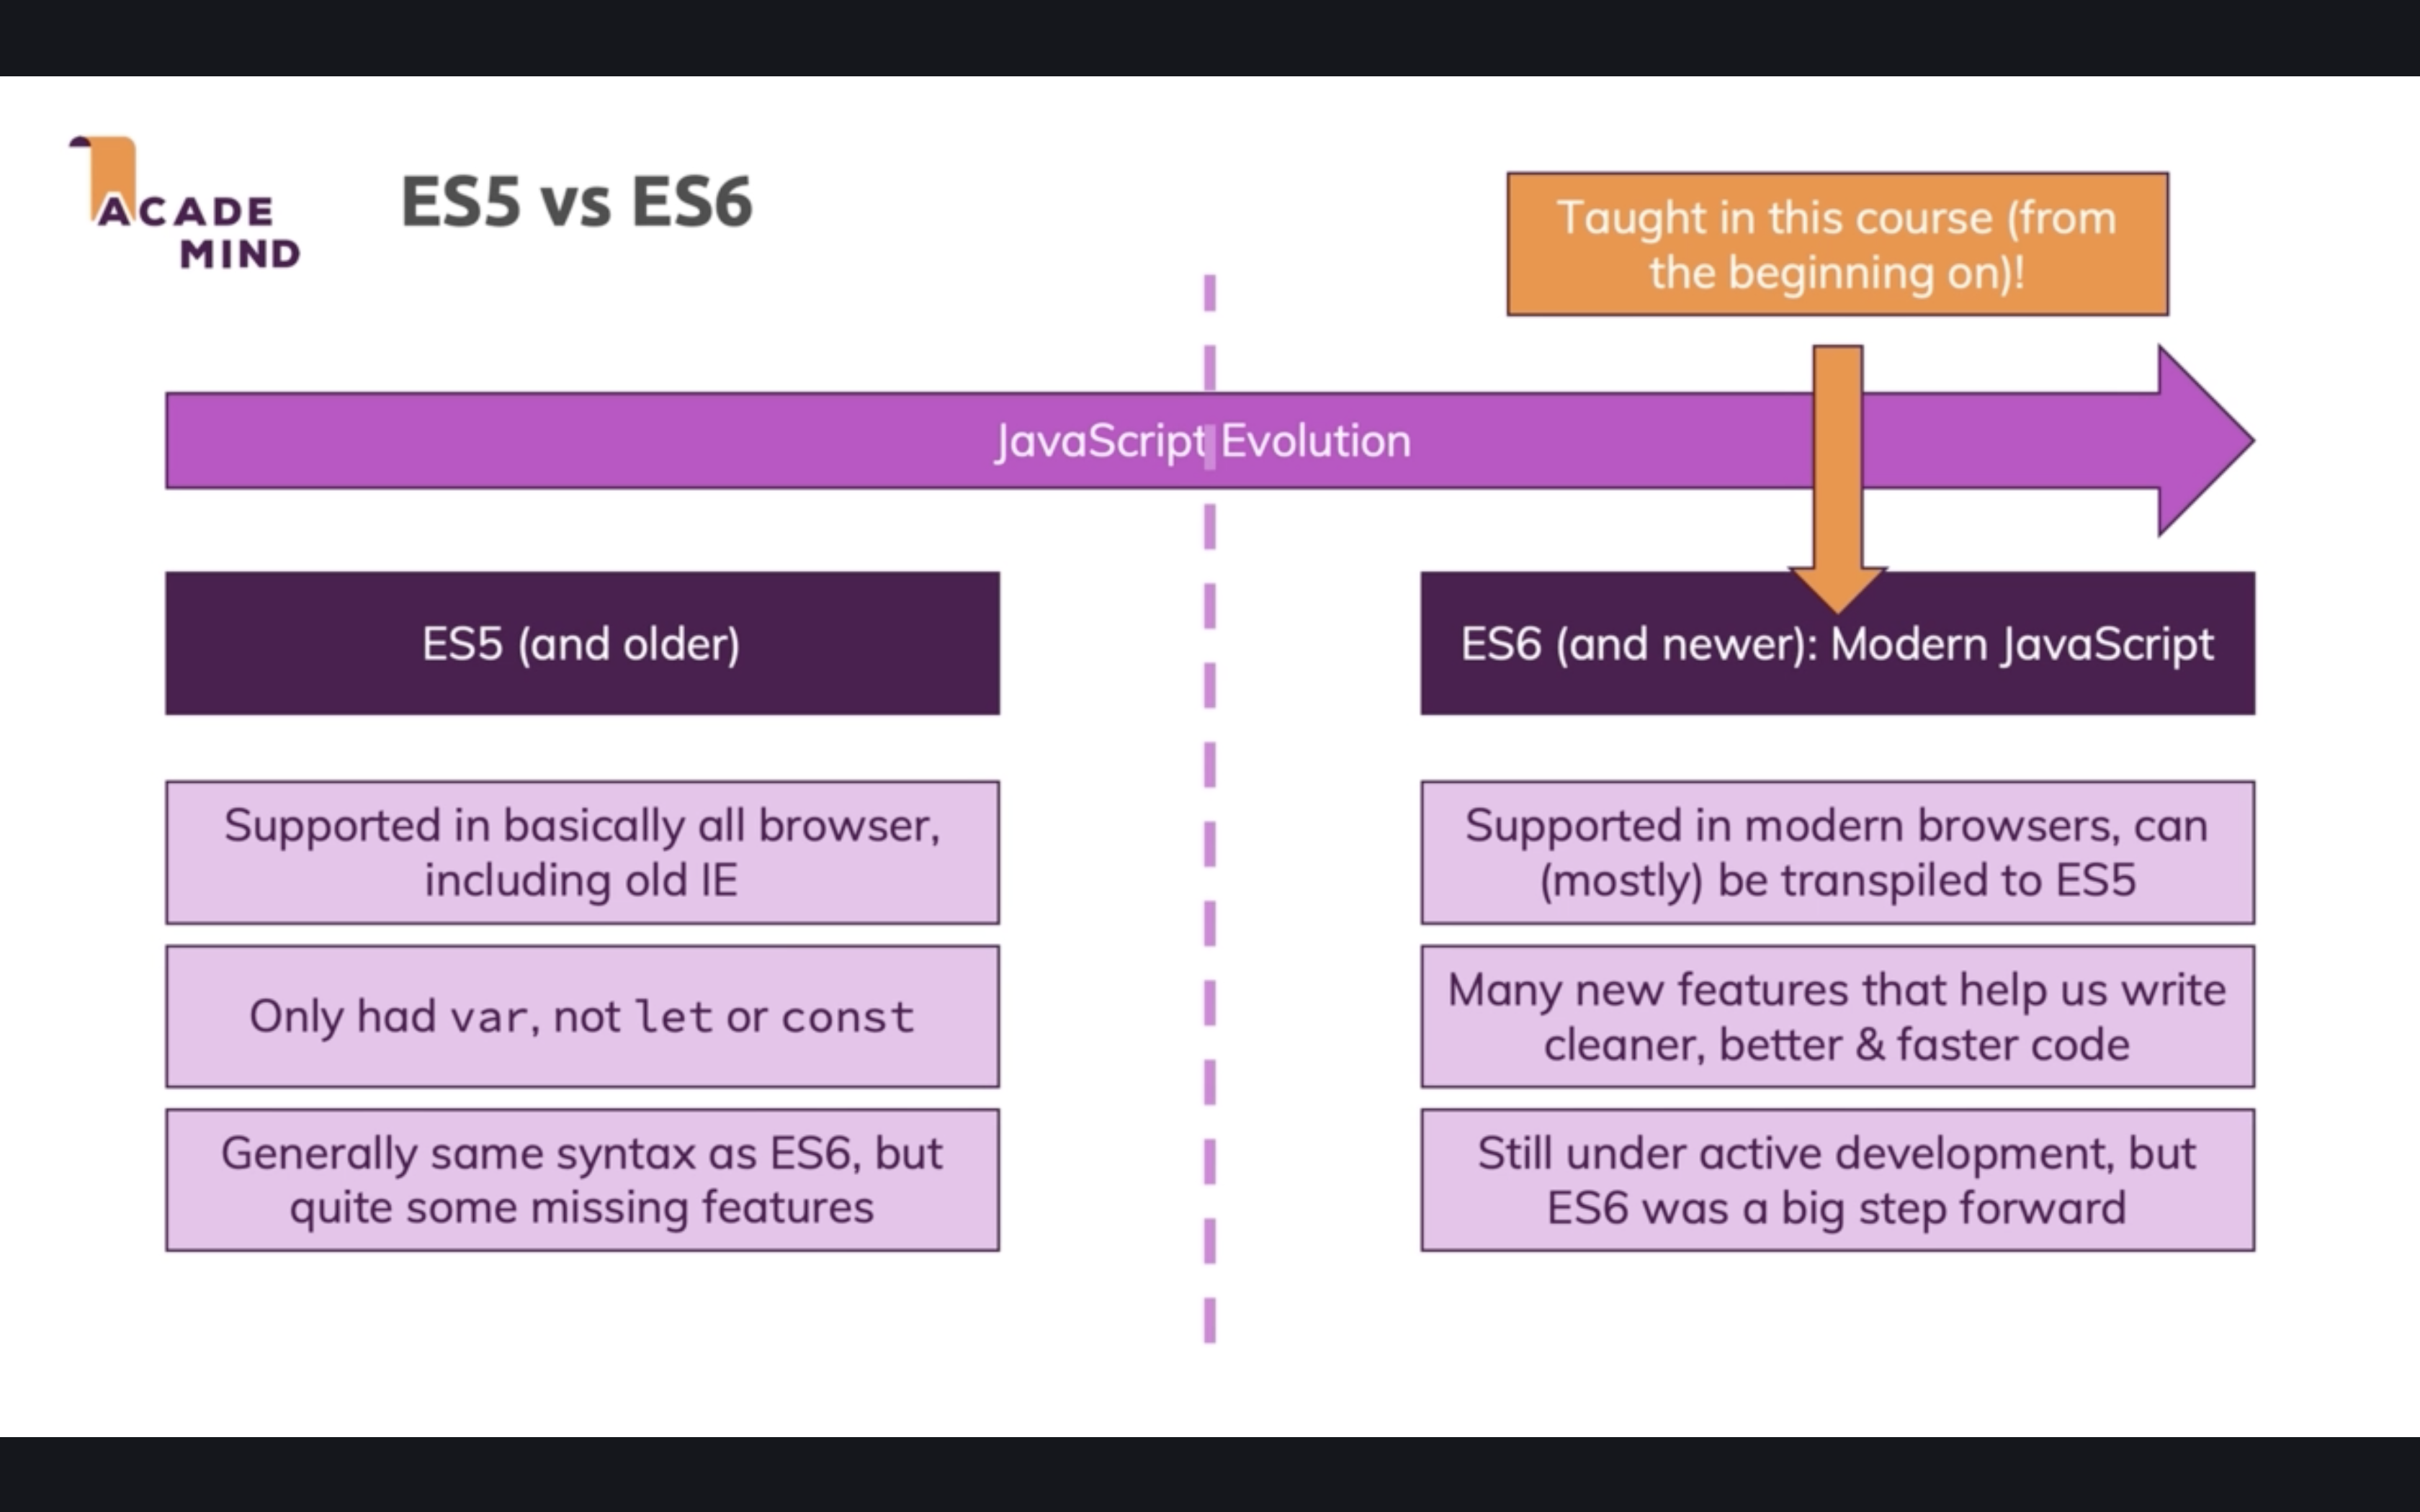 ACADE
MIND
ES5 vs ES6
Taught in this course (from
the beginning on)!
JavaScript Evolution
ES5 (and older)
Supported in basically all browser,
including old IE
Only had var, not let or const
Generally same syntax as ES6, but
quite some missing features
ES6 (and newer): Modern JavaScript
Supported in modern browsers, can
(mostly) be transpiled to ES5
Many new features that help us write
cleaner, better & faster code
Still under active development, but
ES6 was a big step forward